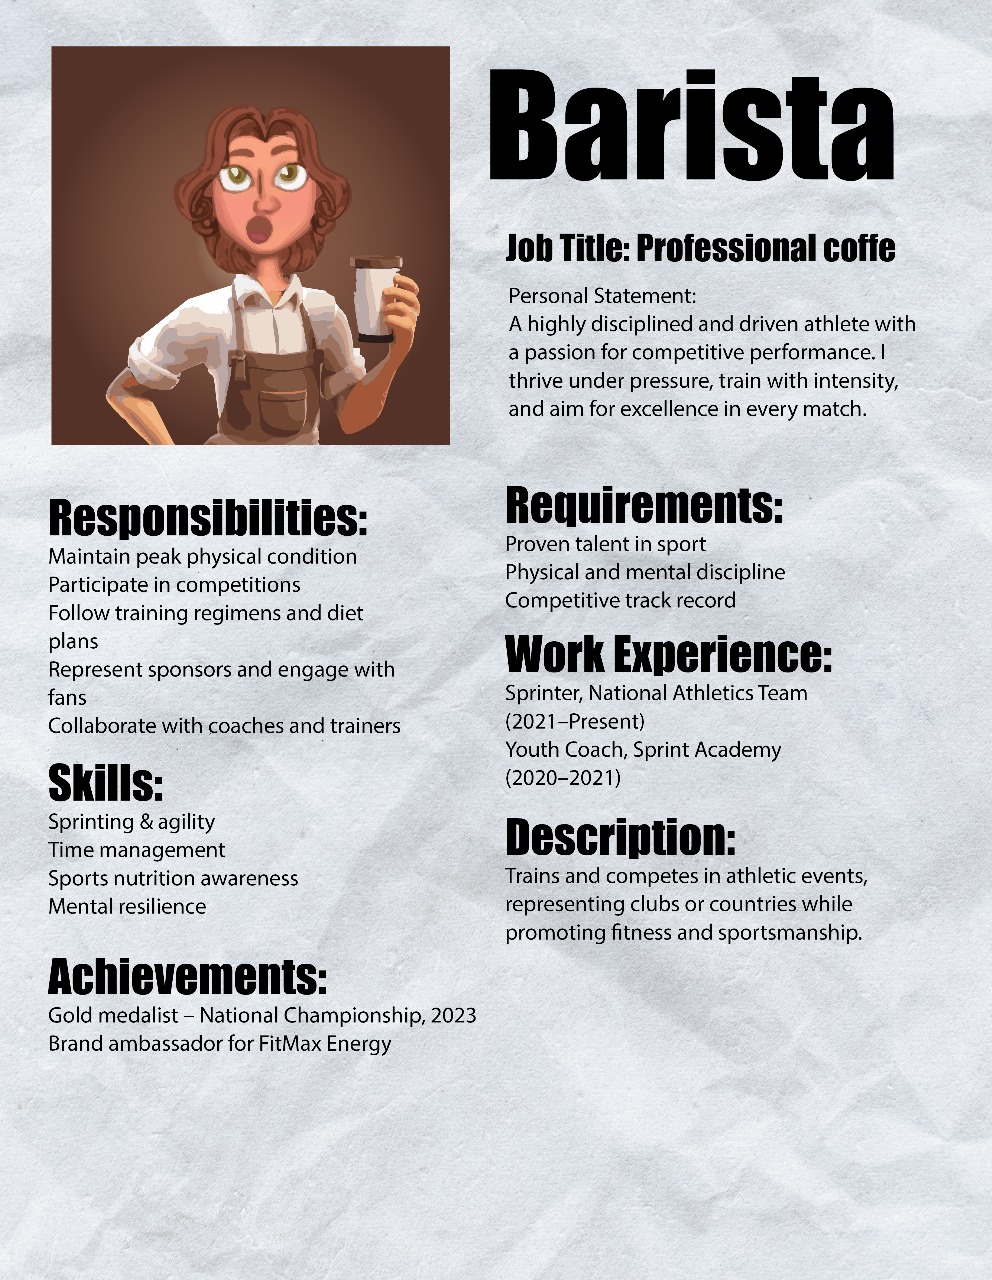 Barista
Job Title: Professional coffe
Personal Statement:
A highly disciplined and driven athlete with
a passion for competitive performance. I
thrive under pressure, train with intensity,
and aim for excellence in every match.
Responsibilities:
Maintain peak physical condition
Participate in competitions
Follow training regimens and diet
plans
Represent sponsors and engage with
fans
Collaborate with coaches and trainers
Skills:
Sprinting & agility
Time management
Sports nutrition awareness
Mental resilience
Achievements:
Gold medalist – National Championship, 2023
Brand ambassador for FitMax Energy
Requirements:
Proven talent in sport
Physical and mental discipline
Competitive track record
Work Experience:
Sprinter, National Athletics Team
(2021–Present)
Youth Coach, Sprint Academy
(2020–2021)
Description:
Trains and competes in athletic events,
representing clubs or countries while
promoting fitness and sportsmanship.